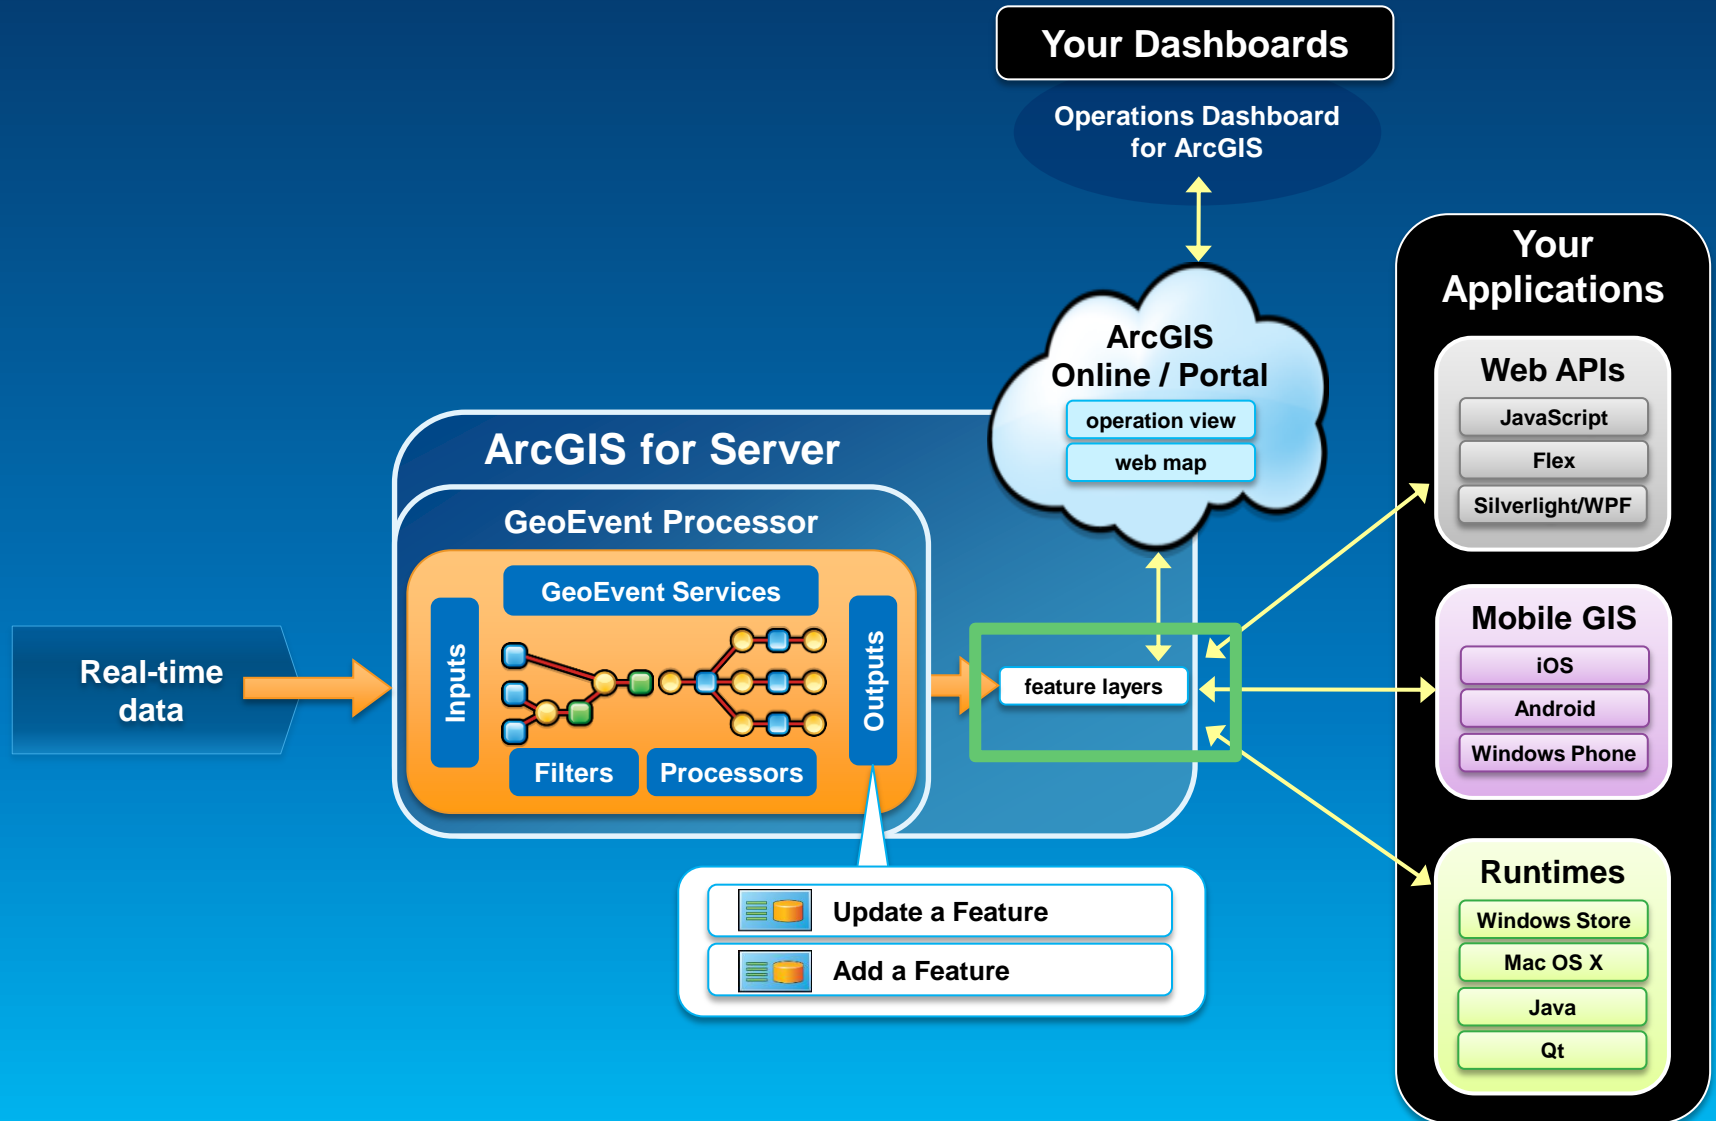 Your Dashboards
Operations Dashboard
for ArcGIS
ArcGIS
Online / Portal
operation view
web map
ArcGIS for Server
GeoEvent Processor
GeoEvent Services
Inputs
Outputs
Filters
Processors
Real-time
data
feature layers
Update a Feature
Add a Feature
Your
Applications
Web APIs
JavaScript
Flex
Silverlight/WPF
Mobile GIS
iOS
Android
Windows Phone
Runtimes
Windows Store
Mac OS X
Java
Qt